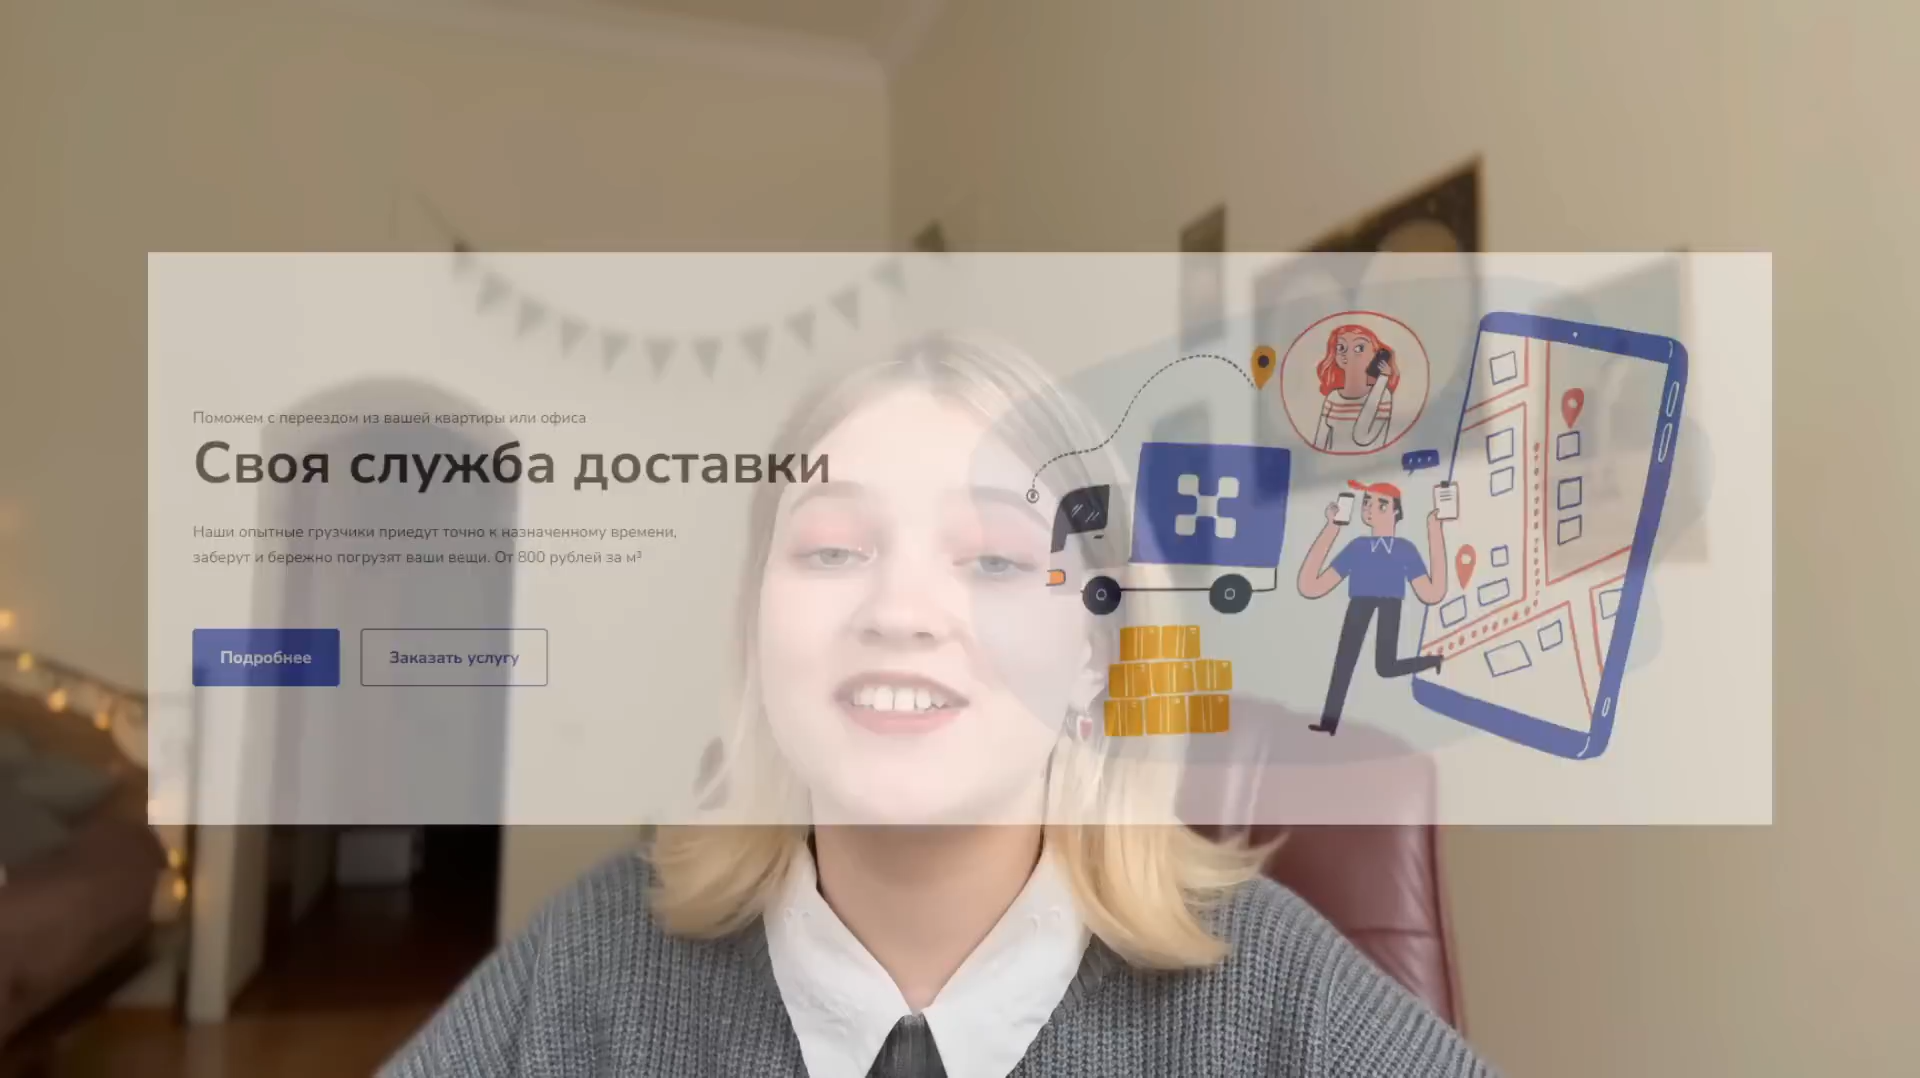 Поможем с переездом из вашей квартиры или офиса
Своя служба доставки
Наши опытные грузчики приедут точно к назначенному времени,
заберут и бережно погрузят ваши вещи. От 800 рублей за м³
Подробнее
Заказать услугу